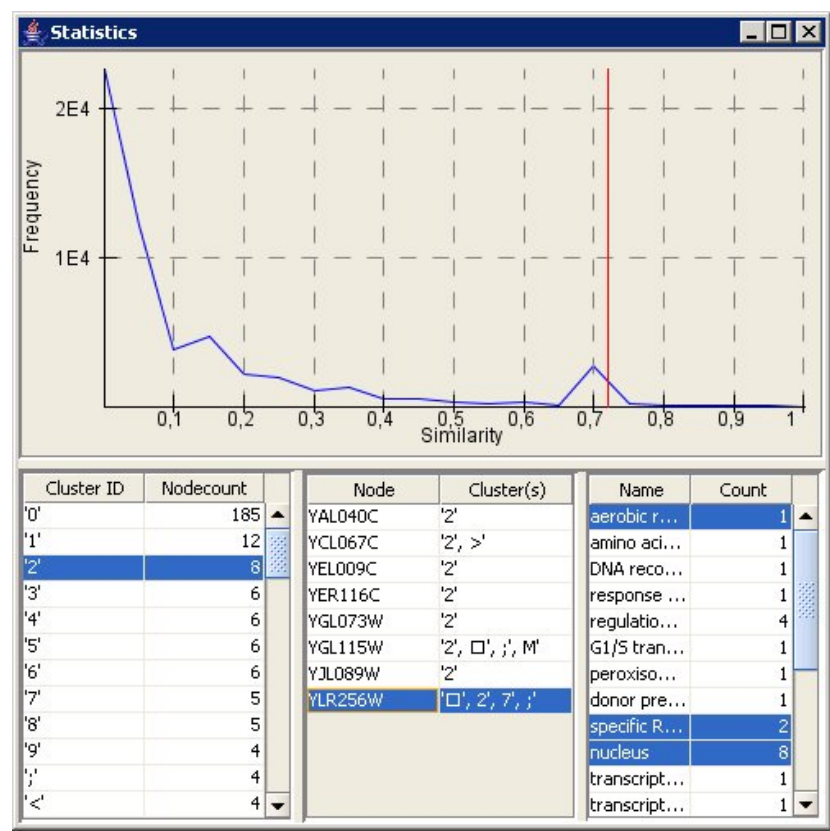 Statistics
2E4
1E4
Frequency
0,1 0,2 0,3 0,4 0,5 0,6 0,7 0,8 0,9 1
Similarity
Cluster ID Nodecount
'0' 185
'1' 12
'2' 8
'3' 6
'4' 6
'5' 6
'6' 6
'7' 5
'8' 5
'9' 4
';' 4
'<' 4
Node Cluster(s)
YAL040C '2'
YCL067C '2', >'
YEL009C '2'
YER116C '2'
YGL073W '2'
YGL115W '2', □', ;', M'
YJL089W '2'
YLR256W '□', 2', 7', ;'
Name Count
aerobic r... 1
amino aci... 1
DNA reco... 1
response ... 1
regulatio... 4
G1/S tran... 1
peroxiso... 1
donor pre... 1
specific R... 2
nucleus 8
transcript... 1
transcript... 1